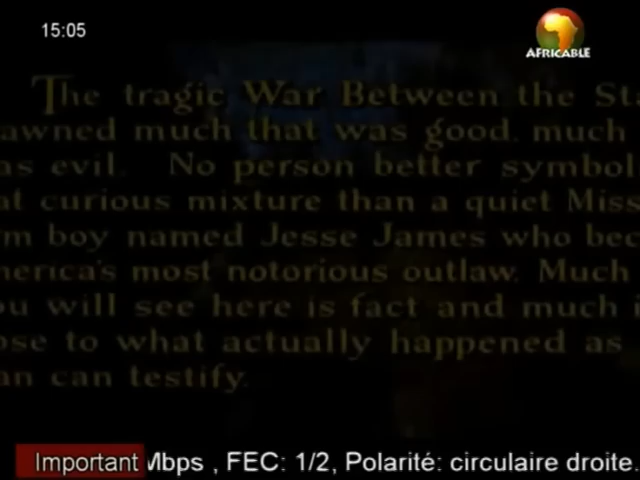 15:05
AFRICABLE
The tragic War Between the Sta
awned much that was good, much
as evil. No person better symbol
at curious mixture than a quiet Miss
rm boy named Jesse James who bec
nerica's most notorious outlaw. Much
ou will see here is fact and much i
ose to what actually happened as
an can testify.
Important Mbps , FEC: 1/2, Polarité: circulaire droite.